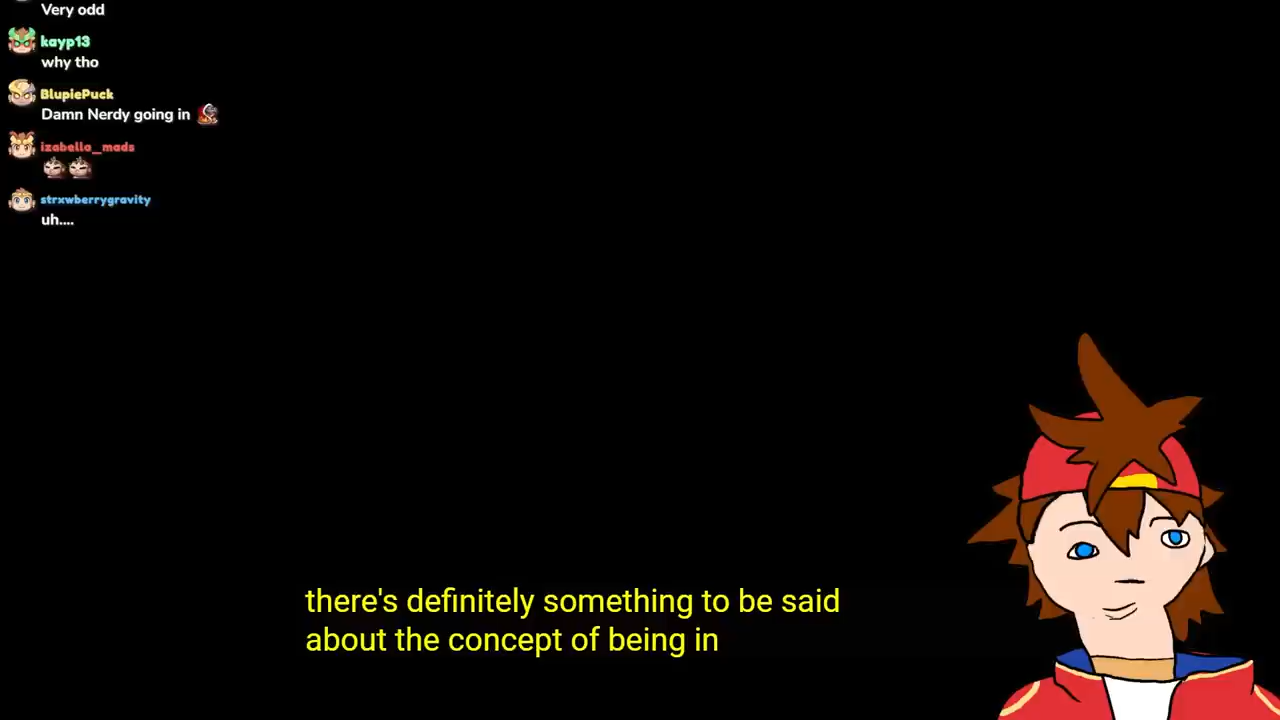 Very odd
kayp13
why tho
BlupiePuck
Damn Nerdy going in
izabella_mads
strxwberrygravity
uh....
there's definitely something to be said
about the concept of being in